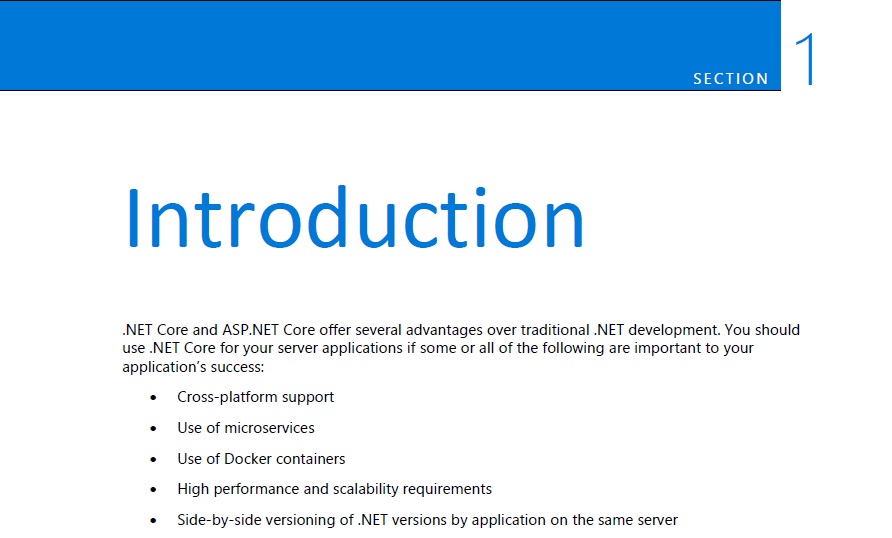 SECTION 1
Introduction
.NET Core and ASP.NET Core offer several advantages over traditional .NET development. You should
use .NET Core for your server applications if some or all of the following are important to your
application’s success:
• Cross-platform support
• Use of microservices
• Use of Docker containers
• High performance and scalability requirements
• Side-by-side versioning of .NET versions by application on the same server